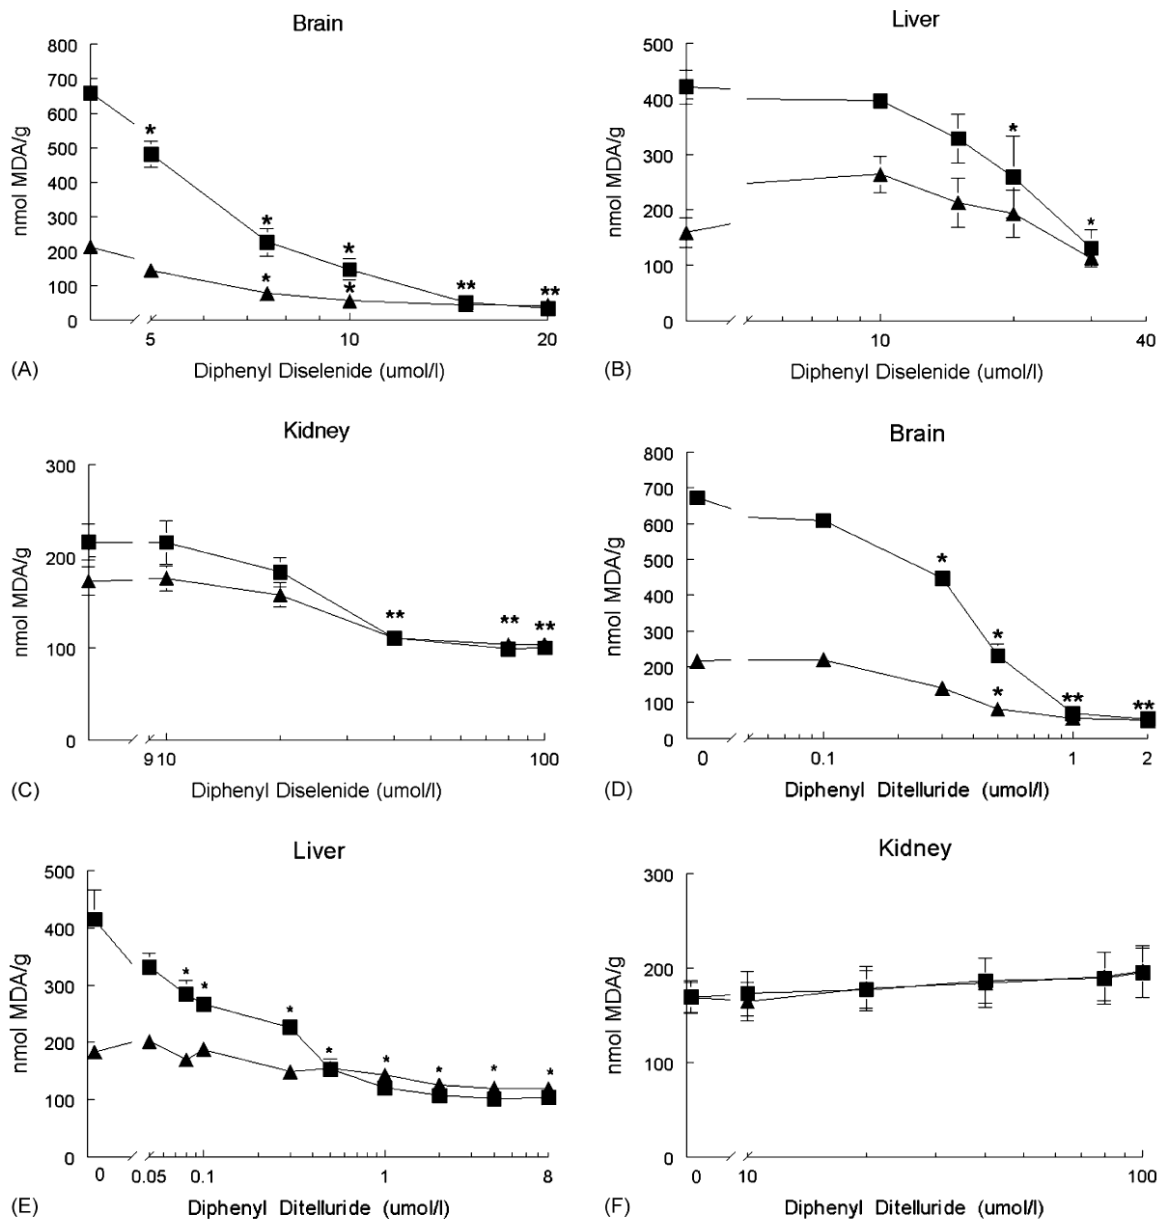 Brain
800
700
600
500
400
300
200
100
0
nmol MDA/g
* * * ** **
* *
5 10 20
(A) Diphenyl Diselenide (umol/l)
Liver
500
400
300
200
100
0
nmol MDA/g
* *
10 40
(B) Diphenyl Diselenide (umol/l)
Kidney
300
200
100
0
nmol MDA/g
** ** **
910 100
(C) Diphenyl Diselenide (umol/l)
Brain
800
700
600
500
400
300
200
100
0
nmol MDA/g
* * ** **
*
0 0.1 1 2
(D) Diphenyl Ditelluride (umol/l)
Liver
500
400
300
200
100
0
nmol MDA/g
* * * * * * * *
0 0.05 0.1 1 8
(E) Diphenyl Ditelluride (umol/l)
Kidney
300
200
100
0
nmol MDA/g
0 10 100
(F) Diphenyl Ditelluride (umol/l)